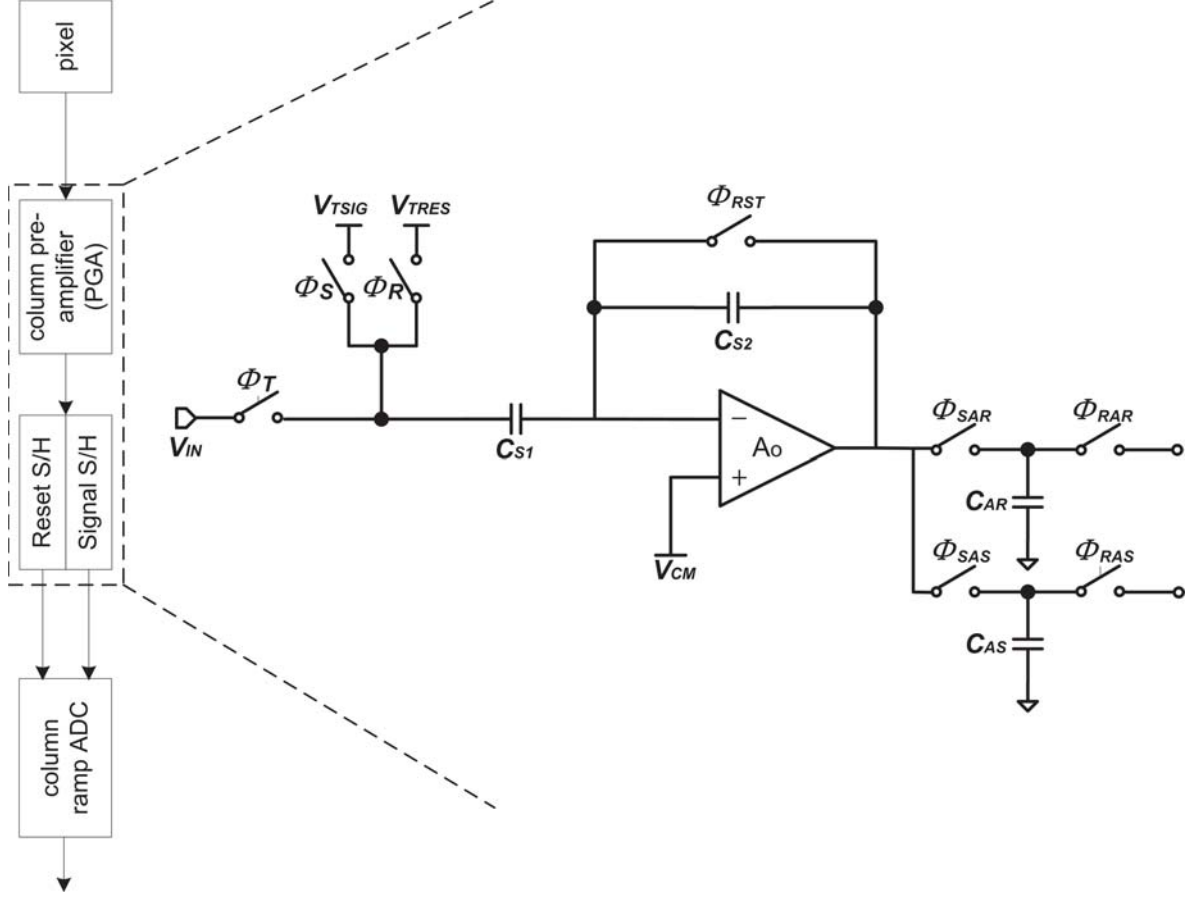 pixel
column pre-
amplifier
(PGA)
Reset S/H
Signal S/H
column
ramp ADC
V_TSIG
V_TRES
Φ_S
Φ_R
Φ_T
V_IN
C_S1
Φ_RST
C_S2
−
A_O
+
V_CM
Φ_SAR
Φ_RAR
C_AR
Φ_SAS
Φ_RAS
C_AS